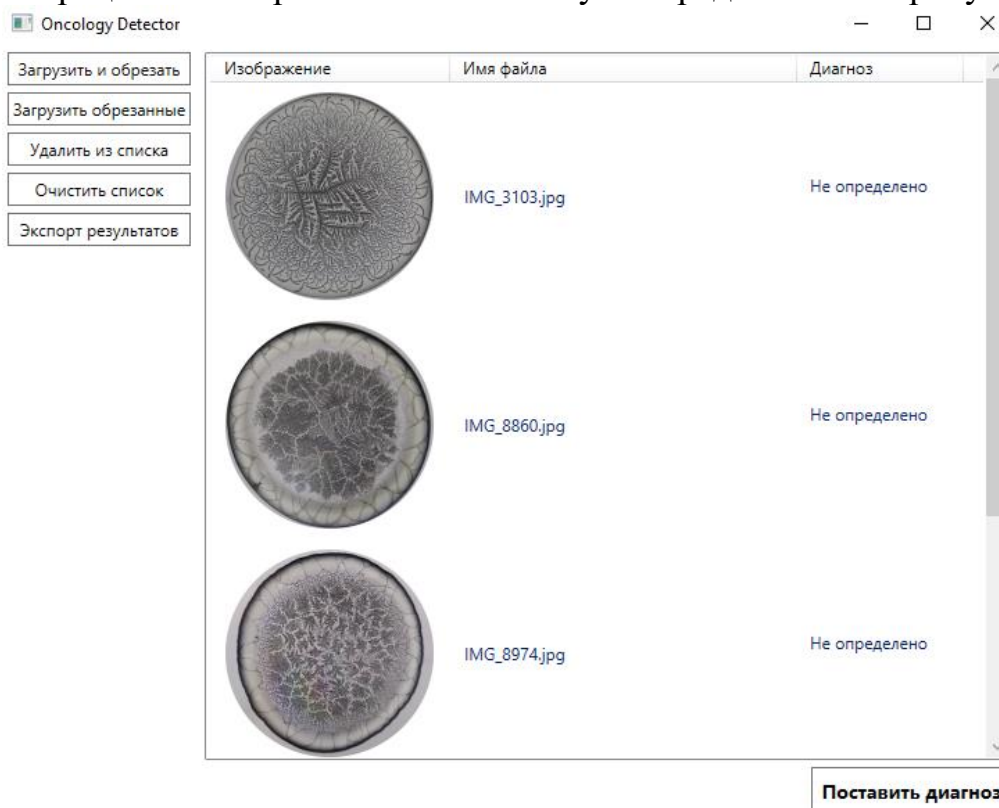 Oncology Detector
Загрузить и обрезать
Загрузить обрезанные
Удалить из списка
Очистить список
Экспорт результатов
Изображение Имя файла Диагноз
IMG_3103.jpg Не определено
IMG_8860.jpg Не определено
IMG_8974.jpg Не определено
Поставить диагноз